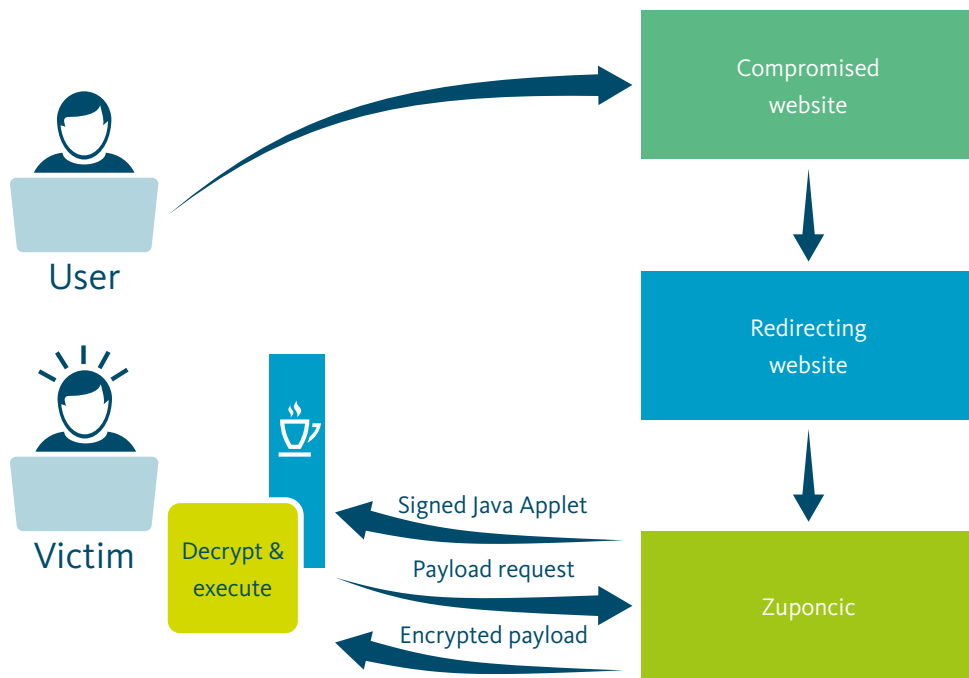 Compromised
website
User
Redirecting
website
Victim
Decrypt &
execute
Signed Java Applet
Payload request
Encrypted payload
Zuponcic